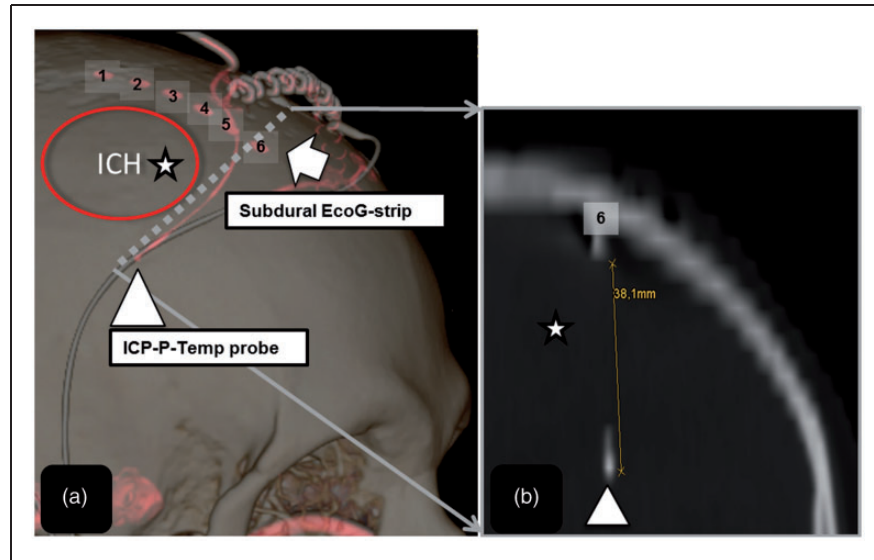 1
2
3
4
5
6
ICH
Subdural EcoG-strip
ICP-P-Temp probe
(a)
6
38,1mm
(b)